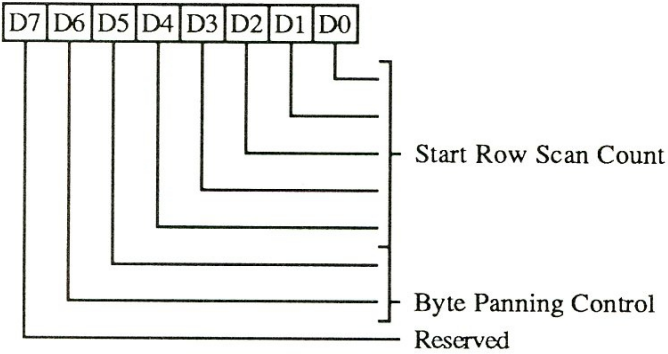 D7 D6 D5 D4 D3 D2 D1 D0
Start Row Scan Count
Byte Panning Control
Reserved